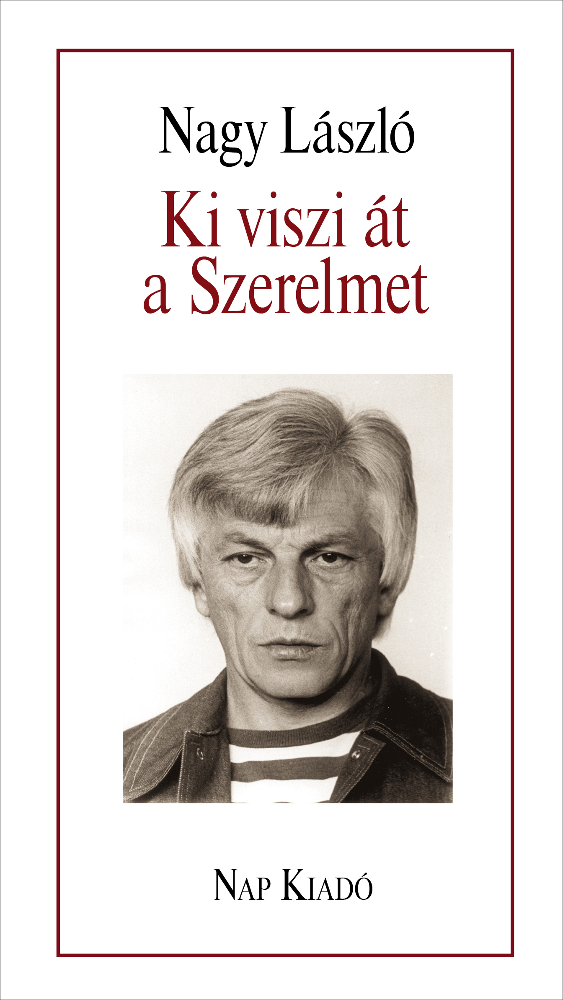 Nagy László
Ki viszi át
a Szerelmet
Nap Kiadó